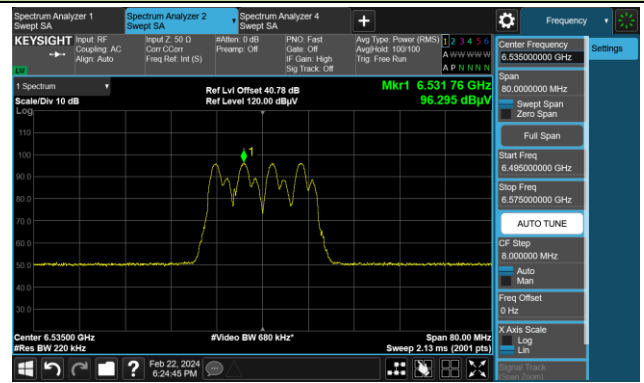 Spectrum Analyzer 1
Swept SA
Spectrum Analyzer 2
Swept SA
Spectrum Analyzer 4
Swept SA
+
Frequency
KEYSIGHT
Input: RF
Coupling: AC
Align: Auto
Input Z: 50 Ω
Corr CCorr
Freq Ref: Int (S)
#Atten: 0 dB
Preamp: Off
PNO: Fast
Gate: Off
IF Gain: High
Sig Track: Off
Avg Type: Power (RMS)
Avg|Hold: 100/100
Trig: Free Run
1 2 3 4 5 6
A W W W W W
A P N N N N
1 Spectrum
Scale/Div 10 dB
Log
Ref Lvl Offset 40.78 dB
Ref Level 120.00 dBµV
Mkr1 6.531 76 GHz
96.295 dBµV
110
100
90.0
80.0
70.0
60.0
50.0
40.0
30.0
1
Center 6.53500 GHz
#Res BW 220 kHz
#Video BW 680 kHz*
Span 80.00 MHz
Sweep 2.13 ms (2001 pts)
Center Frequency
6.535000000 GHz
Settings
Span
80.0000000 MHz
Swept Span
Zero Span
Full Span
Start Freq
6.495000000 GHz
Stop Freq
6.575000000 GHz
AUTO TUNE
CF Step
8.000000 MHz
Auto
Man
Freq Offset
0 Hz
X Axis Scale
Log
Lin
Signal Track
(Span Zoom)
?
Feb 22, 2024
6:24:45 PM